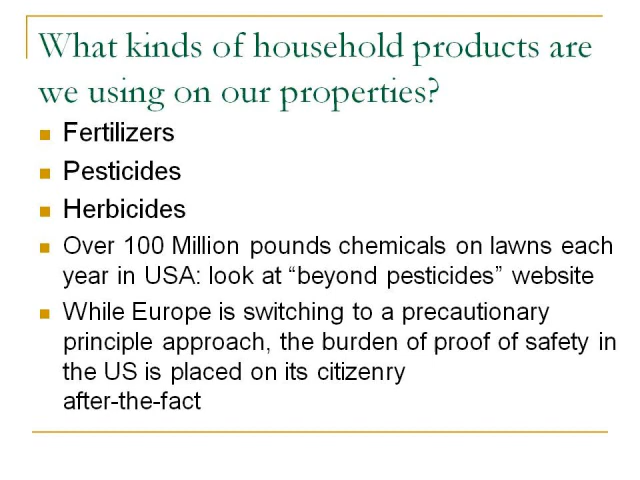 What kinds of household products are
we using on our properties?
Fertilizers
Pesticides
Herbicides
Over 100 Million pounds chemicals on lawns each
year in USA: look at “beyond pesticides” website
While Europe is switching to a precautionary
principle approach, the burden of proof of safety in
the US is placed on its citizenry
after-the-fact